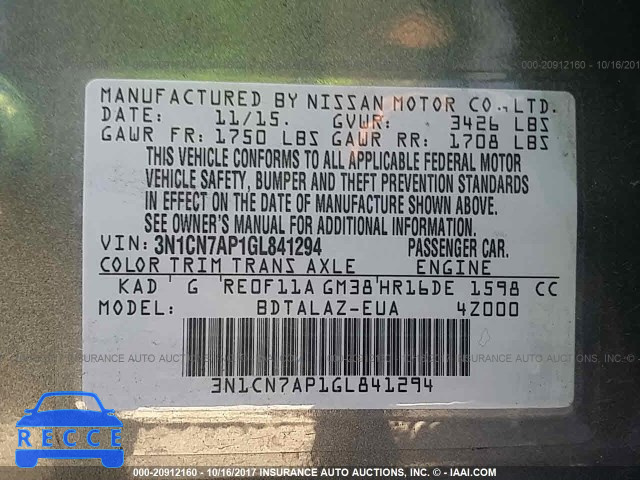 000-20912160 - 10/16/2017
MANUFACTURED BY NISSAN MOTOR CO.,LTD.
DATE: 11/15. GVWR: 3426 LBS
GAWR FR: 1750 LBS GAWR RR: 1708 LBS
THIS VEHICLE CONFORMS TO ALL APPLICABLE FEDERAL MOTOR
VEHICLE SAFETY, BUMPER AND THEFT PREVENTION STANDARDS
IN EFFECT ON THE DATE OF MANUFACTURE SHOWN ABOVE.
SEE OWNER'S MANUAL FOR ADDITIONAL INFORMATION.
VIN: 3N1CN7AP1GL841294 PASSENGER CAR.
COLOR TRIM TRANS AXLE ENGINE
KAD G RE0F11A GM38 HR16DE 1598 CC
MODEL: BDTALAZ-EUA 4Z000
3N1CN7AP1GL841294
RECCE
000-20912160 - 10/16/2017 INSURANCE AUTO AUCTIONS, INC. - IAAI.COM